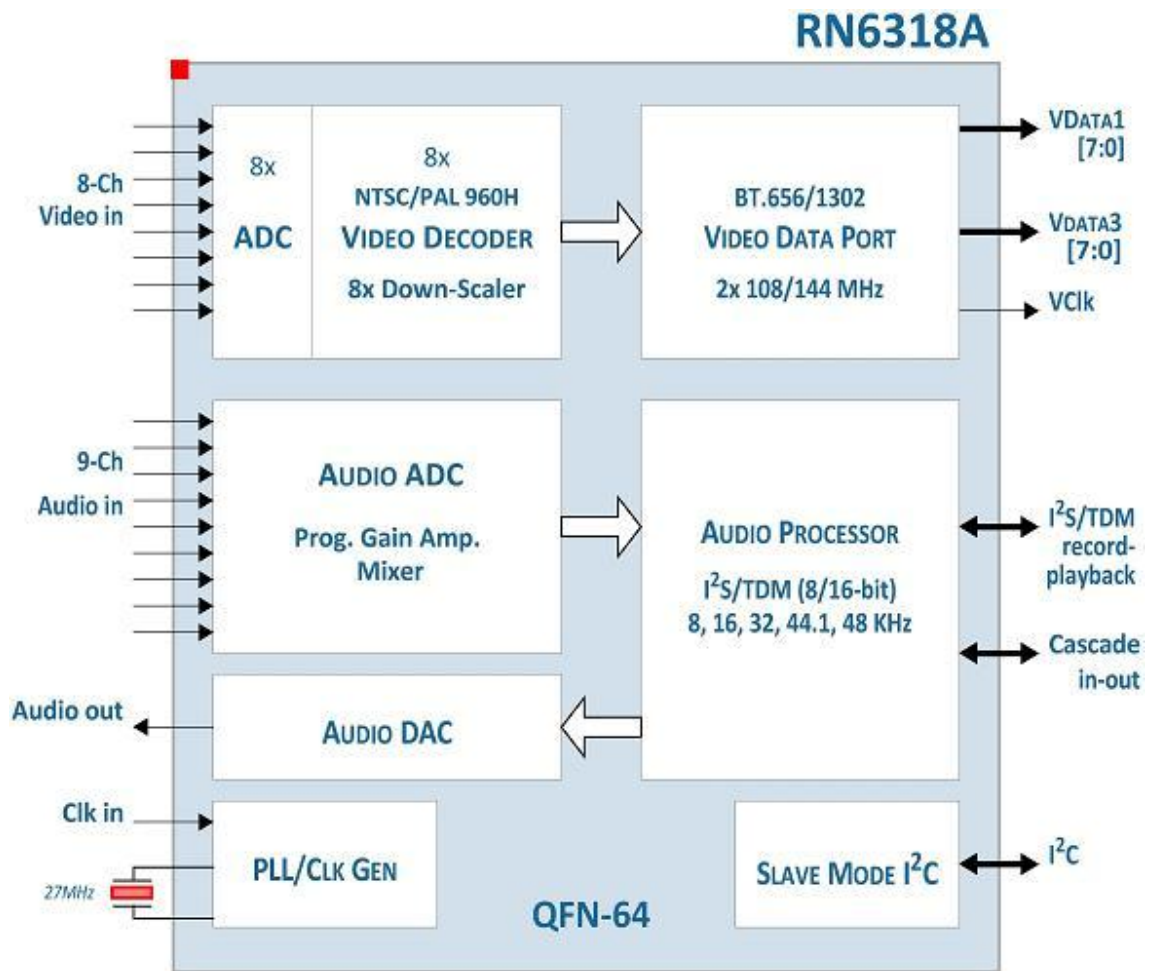 RN6318A
8-Ch
Video in
8x
ADC
8x
NTSC/PAL 960H
VIDEO DECODER
8x Down-Scaler
BT.656/1302
VIDEO DATA PORT
2x 108/144 MHz
VDATA1
[7:0]
VDATA3
[7:0]
VClk
9-Ch
Audio in
AUDIO ADC
Prog. Gain Amp.
Mixer
AUDIO PROCESSOR
I²S/TDM (8/16-bit)
8, 16, 32, 44.1, 48 KHz
I²S/TDM
record-
playback
Cascade
in-out
Audio out
AUDIO DAC
Clk in
27MHz
PLL/CLK GEN
SLAVE MODE I²C
I²C
QFN-64